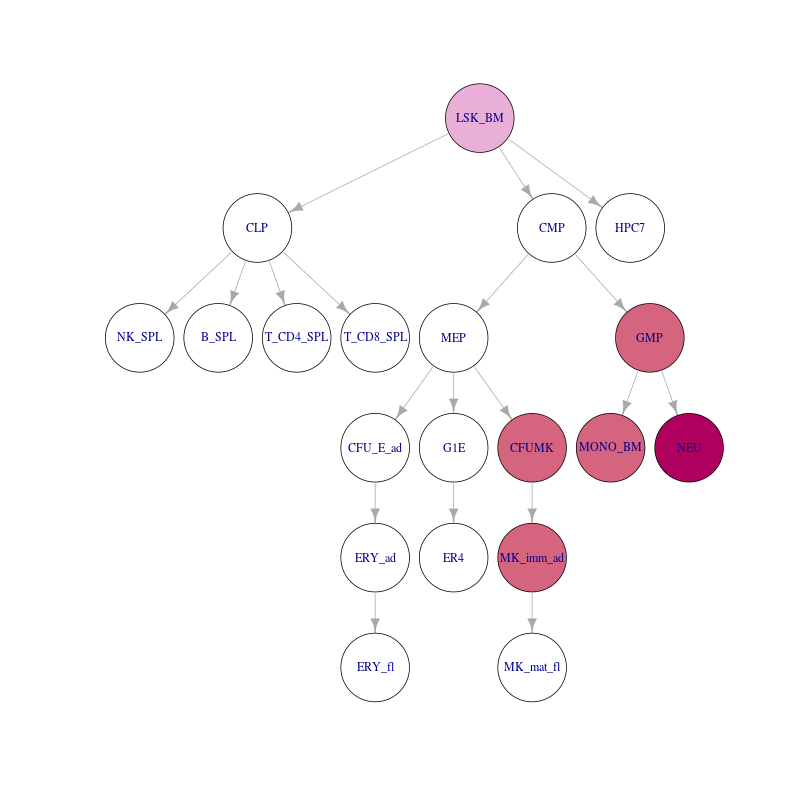 LSK_BM
CLP
CMP
HPC7
NK_SPL
B_SPL
T_CD4_SPL
T_CD8_SPL
MEP
GMP
CFU_E_ad
G1E
CFUMK
MONO_BM
NEU
ERY_ad
ER4
MK_imm_ad
ERY_fl
MK_mat_fl